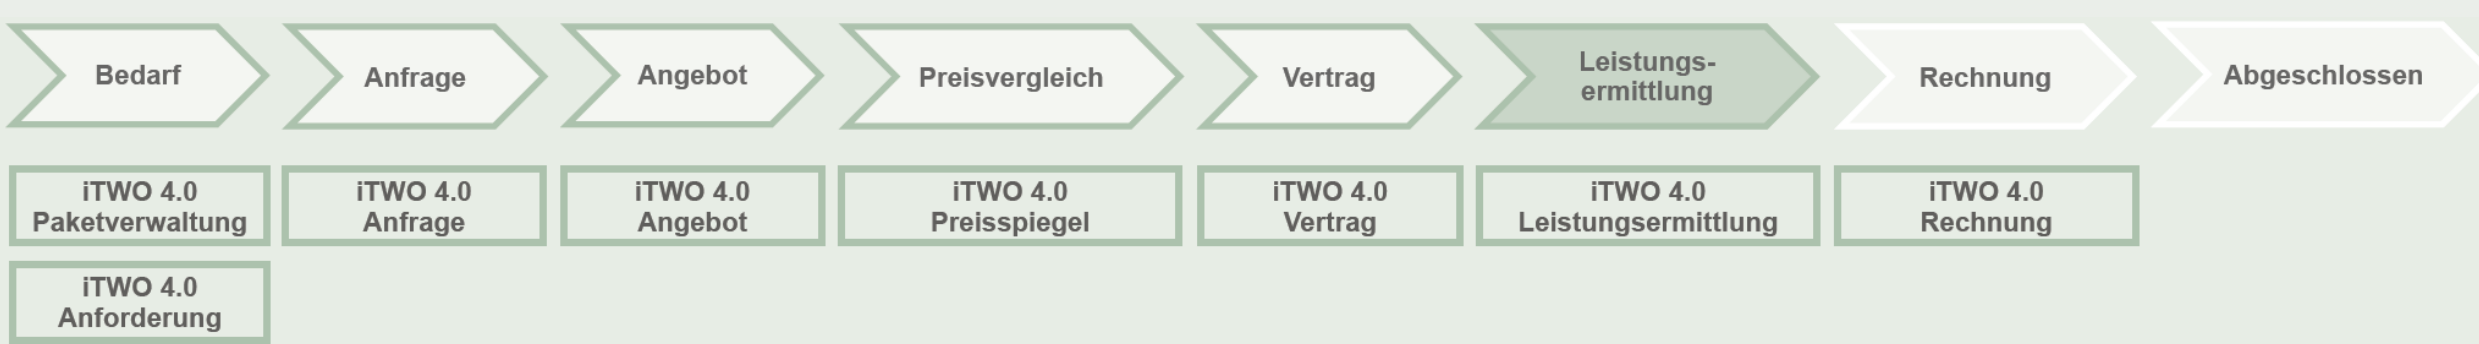 Bedarf
Anfrage
Angebot
Preisvergleich
Vertrag
Leistungs-
ermittlung
Rechnung
Abgeschlossen
iTWO 4.0
Paketverwaltung
iTWO 4.0
Anfrage
iTWO 4.0
Angebot
iTWO 4.0
Preisspiegel
iTWO 4.0
Vertrag
iTWO 4.0
Leistungsermittlung
iTWO 4.0
Rechnung
iTWO 4.0
Anforderung